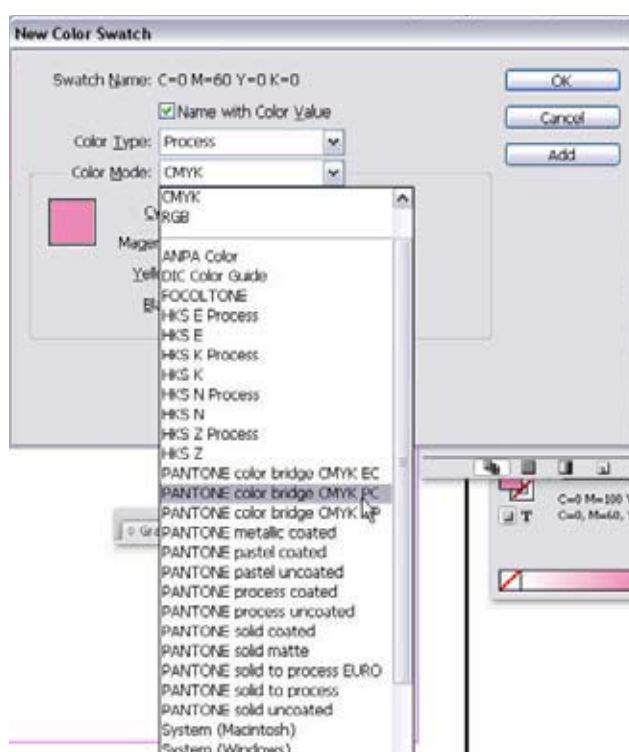 New Color Swatch
Swatch Name: C=0 M=60 Y=0 K=0
OK
Name with Color Value
Cancel
Color Type: Process
Add
Color Mode: CMYK
CMYK
RGB
ANPA Color
DIC Color Guide
FOCOLTONE
HKS E Process
HKS E
HKS K Process
HKS K
HKS N Process
HKS N
HKS Z Process
HKS Z
PANTONE color bridge CMYK EC
PANTONE color bridge CMYK PC
PANTONE color bridge CMYK
PANTONE metallic coated
PANTONE pastel coated
PANTONE pastel uncoated
PANTONE process coated
PANTONE process uncoated
PANTONE solid coated
PANTONE solid matte
PANTONE solid to process EURO
PANTONE solid to process
PANTONE solid uncoated
System (Macintosh)
System (Windows)
C=0 M=100
T C=0, M=60,